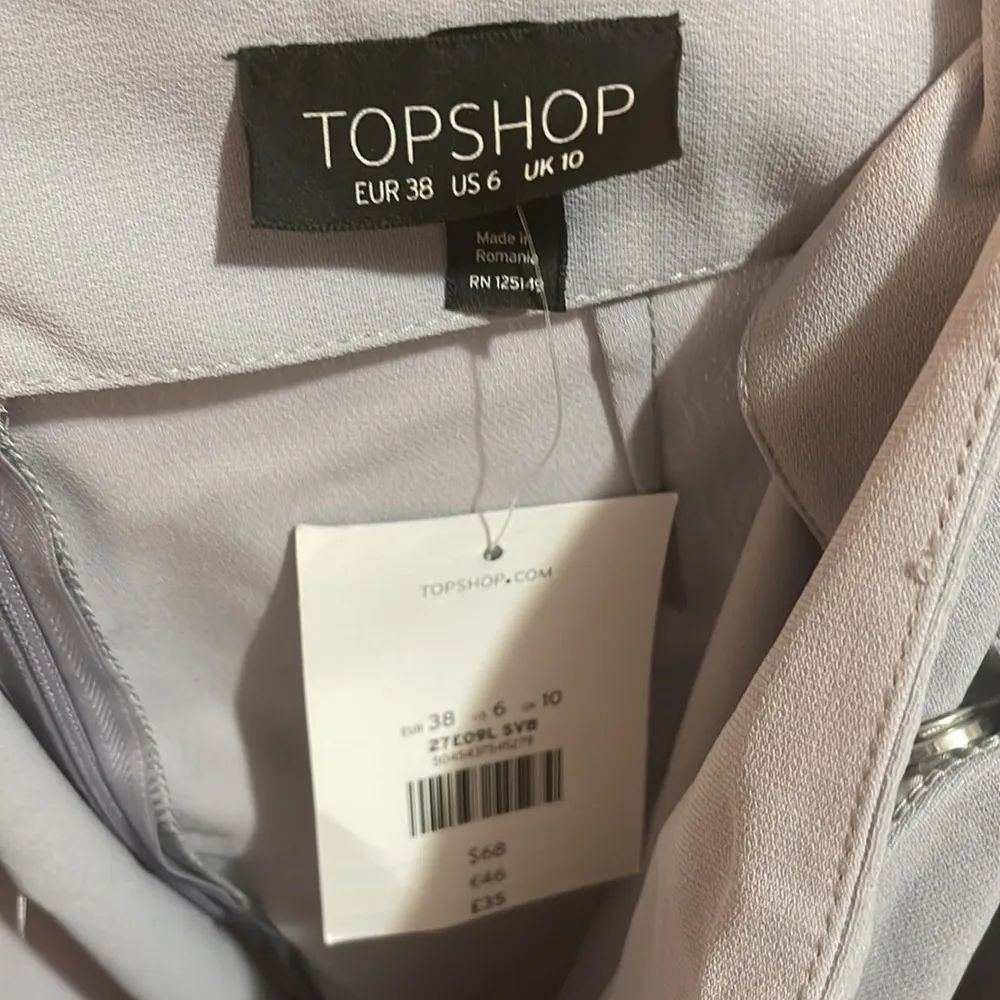 TOPSHOP
EUR 38 US 6 UK 10
Made in
Romania
RN 125149
TOPSHOP.COM
EUR 38 US 6 UK 10
27E09L SVB
$68
€46
£35